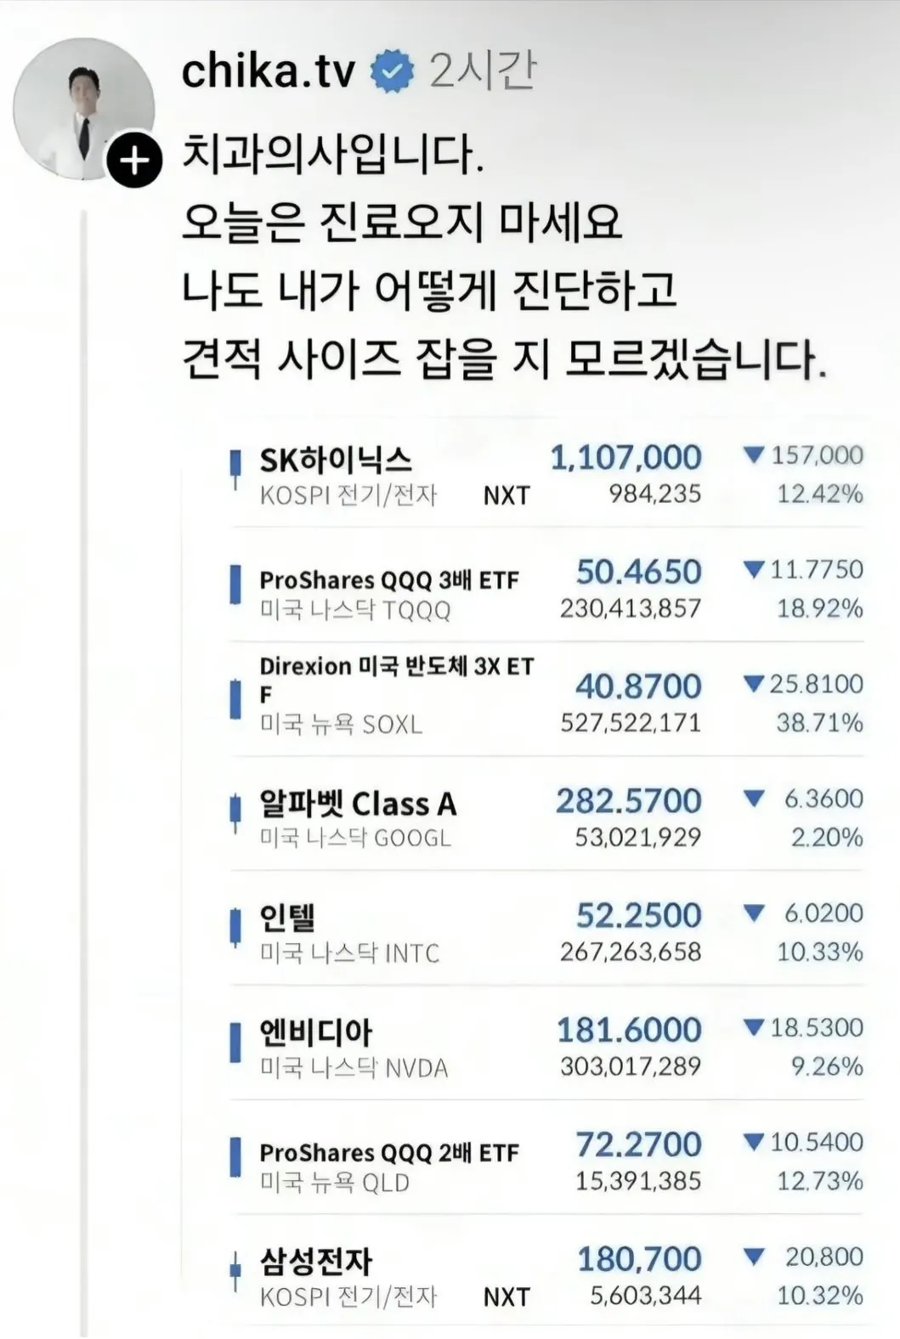 chika.tv 2시간
치과의사입니다.
오늘은 진료오지 마세요
나도 내가 어떻게 진단하고
견적 사이즈 잡을 지 모르겠습니다.
SK하이닉스 1,107,000 ▼157,000
KOSPI 전기/전자 NXT 984,235 12.42%
ProShares QQQ 3배 ETF 50.4650 ▼11.7750
미국 나스닥 TQQQ 230,413,857 18.92%
Direxion 미국 반도체 3X ET
F 40.8700 ▼25.8100
미국 뉴욕 SOXL 527,522,171 38.71%
알파벳 Class A 282.5700 ▼ 6.3600
미국 나스닥 GOOGL 53,021,929 2.20%
인텔 52.2500 ▼ 6.0200
미국 나스닥 INTC 267,263,658 10.33%
엔비디아 181.6000 ▼18.5300
미국 나스닥 NVDA 303,017,289 9.26%
ProShares QQQ 2배 ETF 72.2700 ▼10.5400
미국 뉴욕 QLD 15,391,385 12.73%
삼성전자 180,700 ▼ 20,800
KOSPI 전기/전자 NXT 5,603,344 10.32%